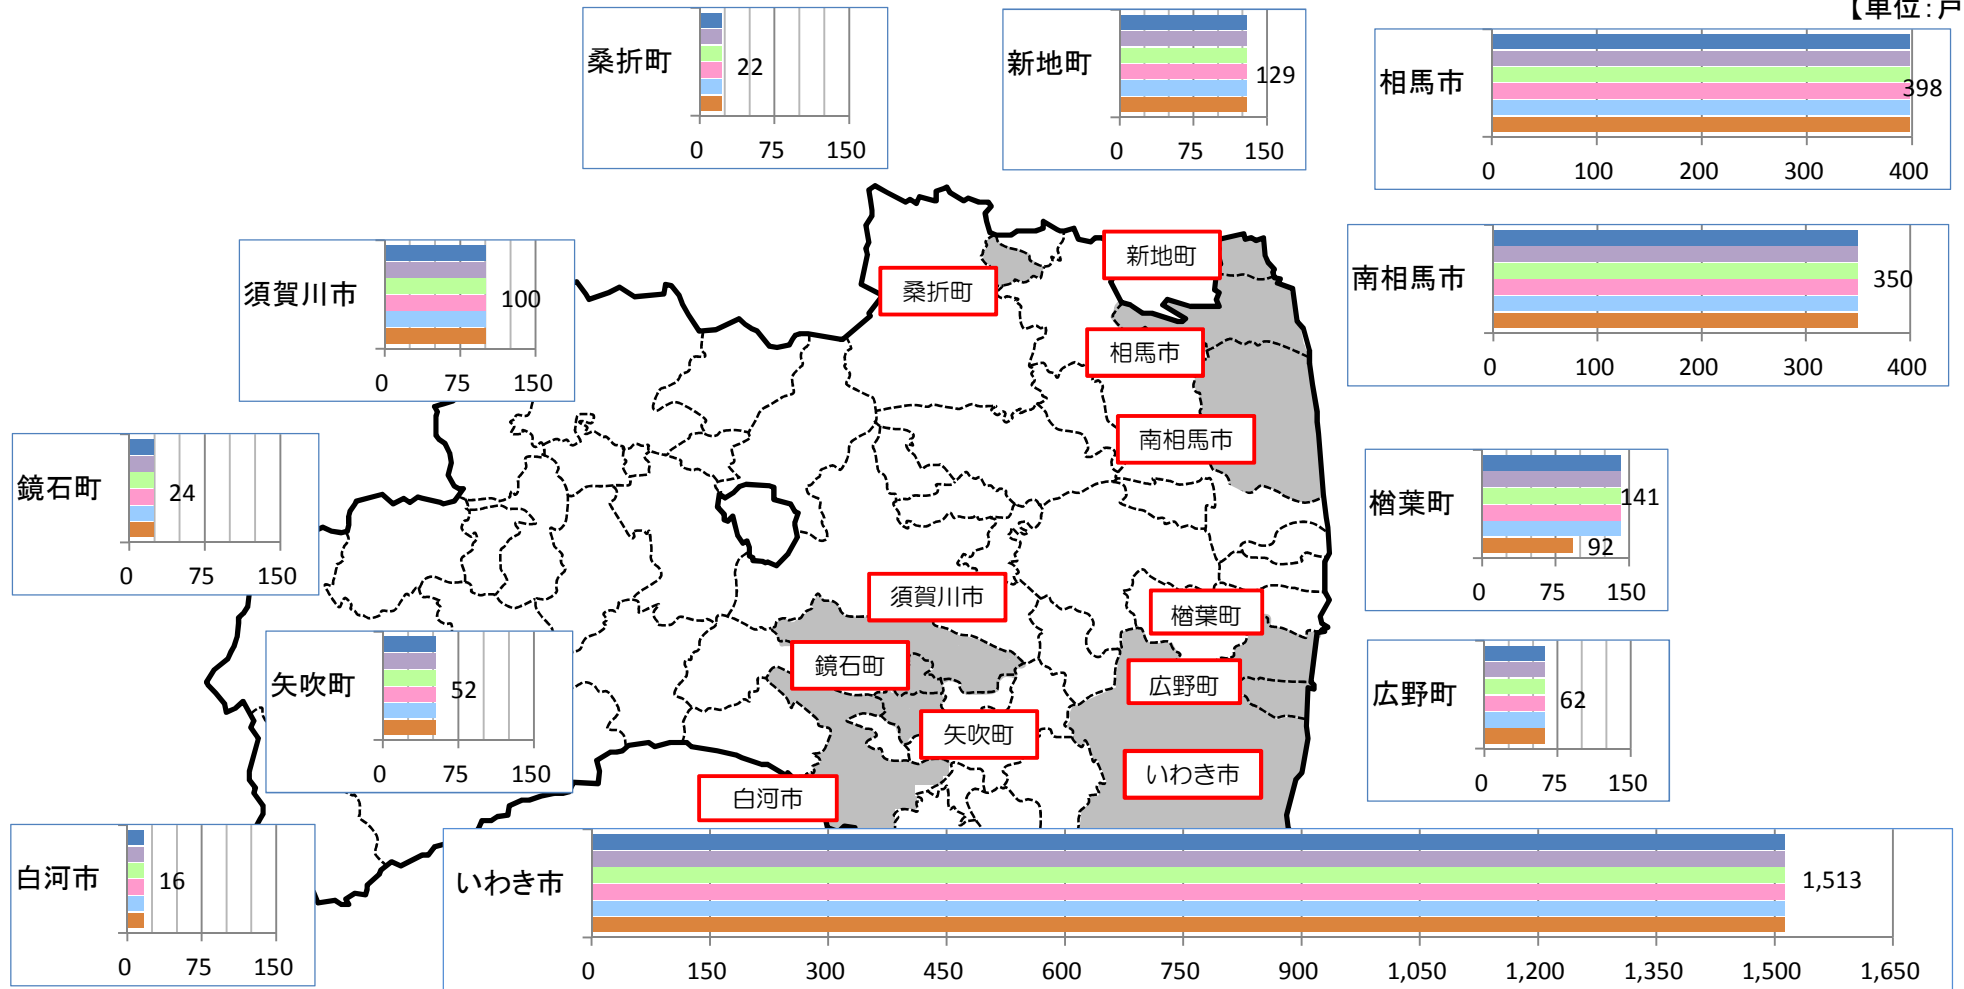 【単位:戸
桑折町
22
0 75 150
新地町
129
0 75 150
相馬市
398
0 100 200 300 400
須賀川市
100
0 75 150
南相馬市
350
0 100 200 300 400
新地町
桑折町
相馬市
南相馬市
須賀川市
楢葉町
鏡石町
広野町
矢吹町
いわき市
白河市
鏡石町
24
0 75 150
楢葉町
141
92
0 75 150
矢吹町
52
0 75 150
広野町
62
0 75 150
白河市
16
0 75 150
いわき市
1,513
0 150 300 450 600 750 900 1,050 1,200 1,350 1,500 1,650